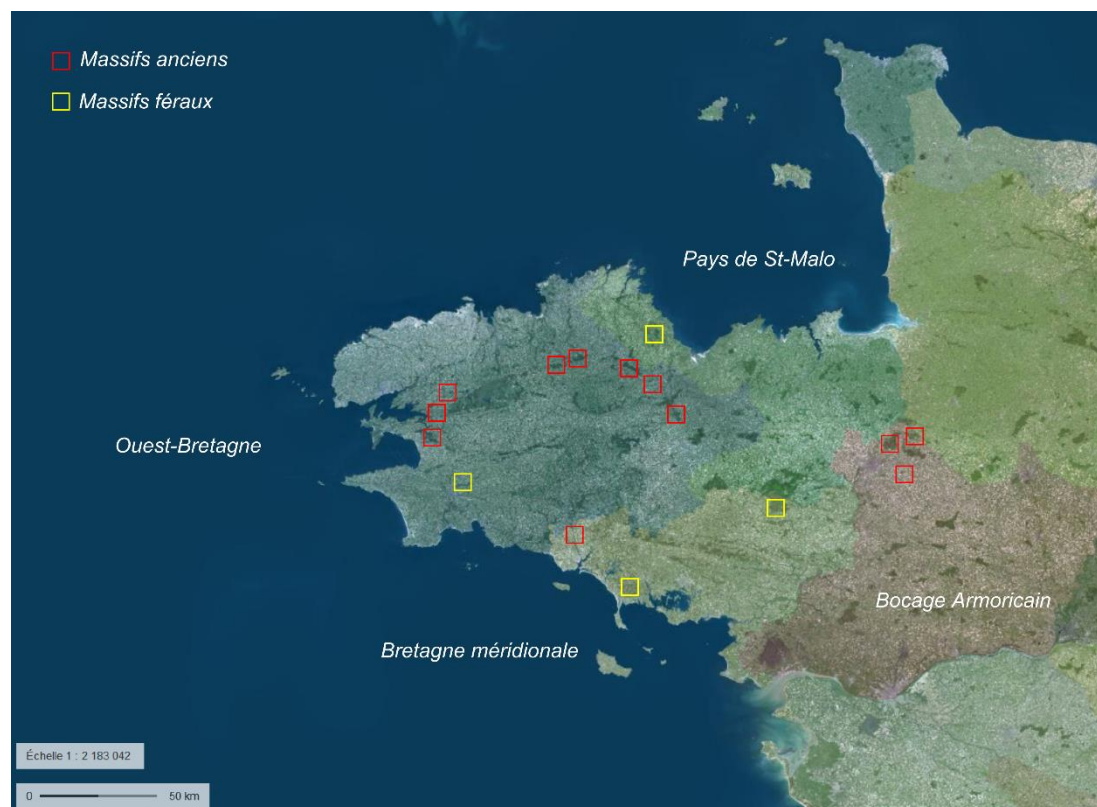 Massifs anciens
Massifs féraux
Pays de St-Malo
Ouest-Bretagne
Bocage Armoricain
Bretagne méridionale
Échelle 1 : 2 183 042
0 50 km